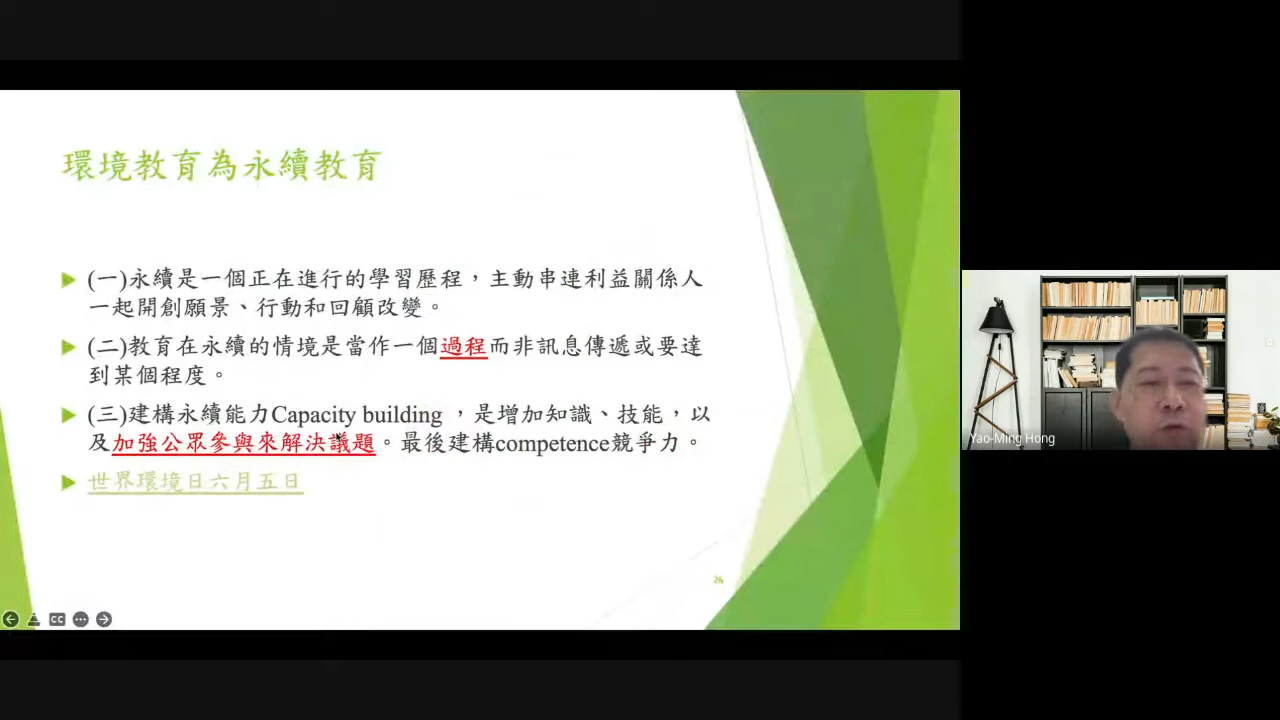 環境教育為永續教育
(一)永續是一個正在進行的學習歷程，主動串連利益關係人
一起開創願景、行動和回顧改變。
(二)教育在永續的情境是當作一個過程而非訊息傳遞或要達
到某個程度。
(三)建構永續能力Capacity building ，是增加知識、技能，以
及加強公眾參與來解決議題。最後建構competence競爭力。
世界環境日六月五日
26
CC
Yao-Ming Hong